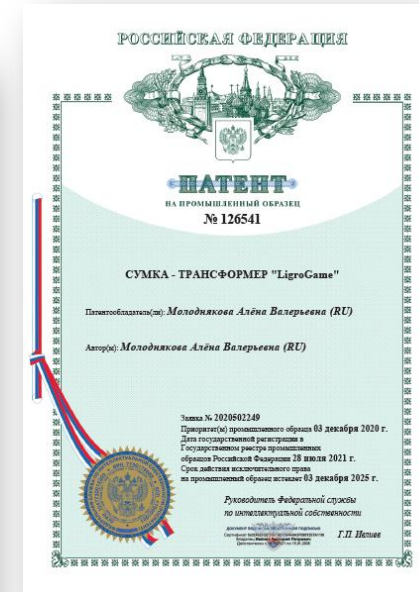 РОССИЙСКАЯ ФЕДЕРАЦИЯ
ПАТЕНТ
НА ПРОМЫШЛЕННЫЙ ОБРАЗЕЦ
№ 126541
СУМКА - ТРАНСФОРМЕР "LigroGame"
Патентообладатель(ли): Молоднякова Алёна Валерьевна (RU)
Автор(ы): Молоднякова Алёна Валерьевна (RU)
Заявка № 2020502249
Приоритет(ы) промышленного образца 03 декабря 2020 г.
Дата государственной регистрации в
Государственном реестре промышленных
образцов Российской Федерации 28 июля 2021 г.
Срок действия исключительного права
на промышленный образец истекает 03 декабря 2025 г.
Руководитель Федеральной службы
по интеллектуальной собственности
Г.П. Ивлиев